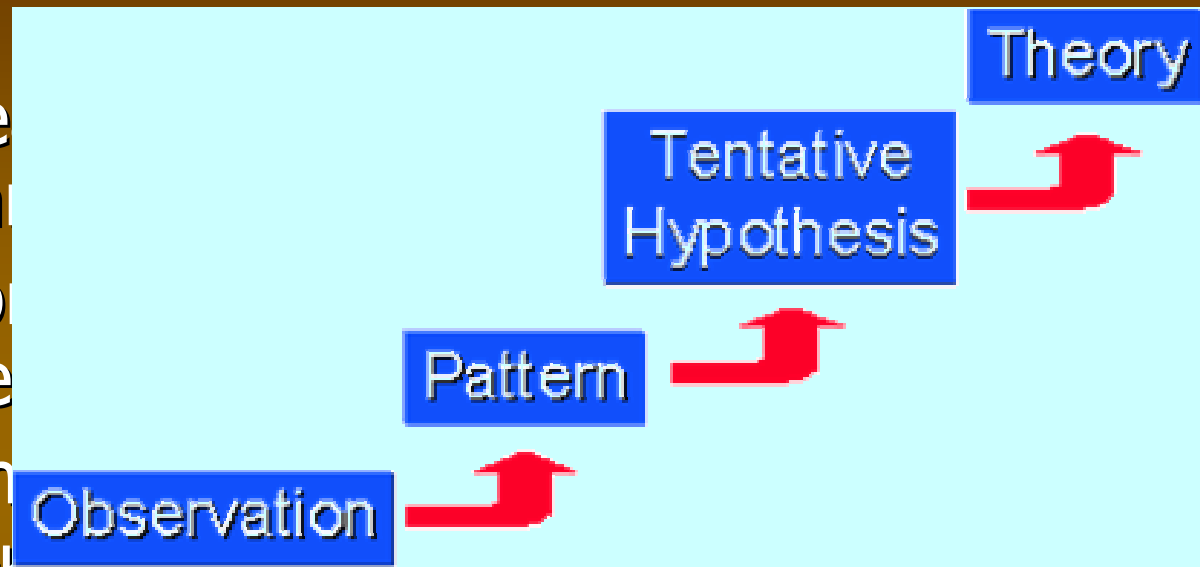 Theory
Tentative
Hypothesis
Pattern
Observation